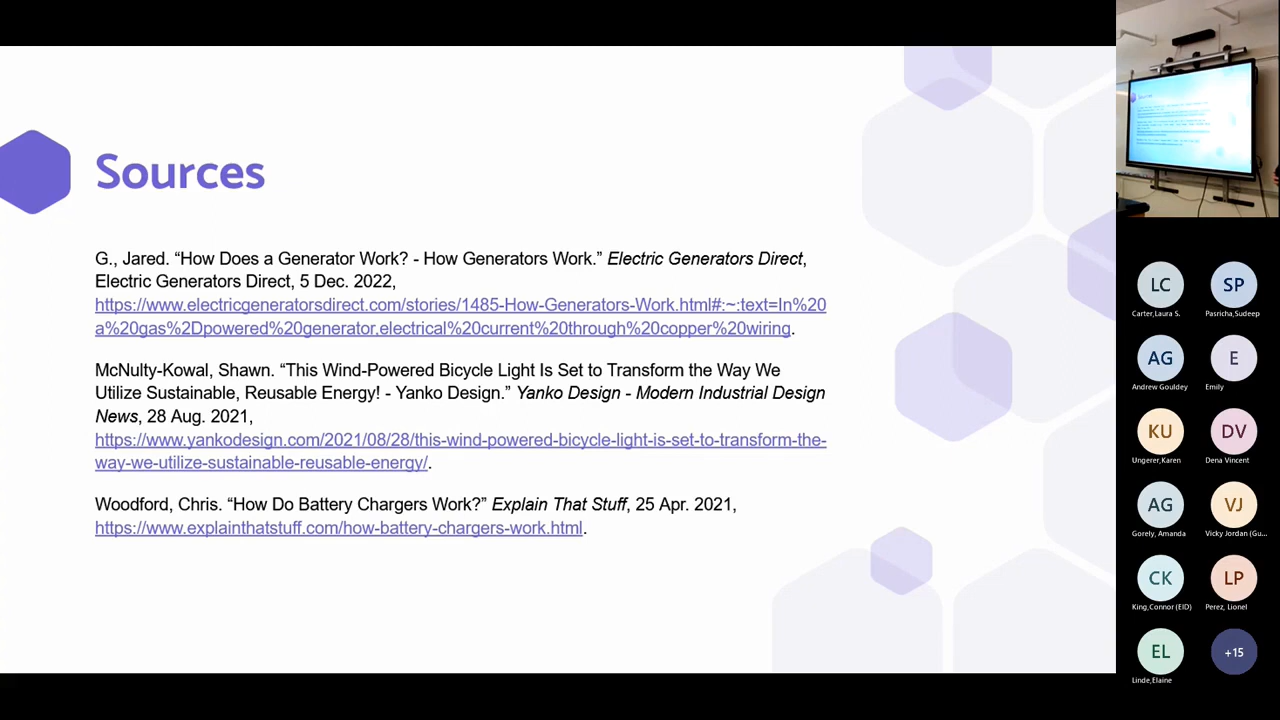 Sources
G., Jared. “How Does a Generator Work? - How Generators Work.” Electric Generators Direct,
Electric Generators Direct, 5 Dec. 2022,
https://www.electricgeneratorsdirect.com/stories/1485-How-Generators-Work.html#:~:text=In%20
a%20gas%2Dpowered%20generator,electrical%20current%20through%20copper%20wiring.
McNulty-Kowal, Shawn. “This Wind-Powered Bicycle Light Is Set to Transform the Way We
Utilize Sustainable, Reusable Energy! - Yanko Design.” Yanko Design - Modern Industrial Design
News, 28 Aug. 2021,
https://www.yankodesign.com/2021/08/28/this-wind-powered-bicycle-light-is-set-to-transform-the-
way-we-utilize-sustainable-reusable-energy/.
Woodford, Chris. “How Do Battery Chargers Work?” Explain That Stuff, 25 Apr. 2021,
https://www.explainthatstuff.com/how-battery-chargers-work.html.
Sources
LC
Carter,Laura S.
SP
Pasricha,Sudeep
AG
Andrew Gouldey
E
Emily
KU
Ungerer,Karen
DV
Dena Vincent
AG
Gorely, Amanda
VJ
Vicky Jordan (Gu...
CK
King,Connor (EID)
LP
Perez, Lionel
EL
Linde,Elaine
+15